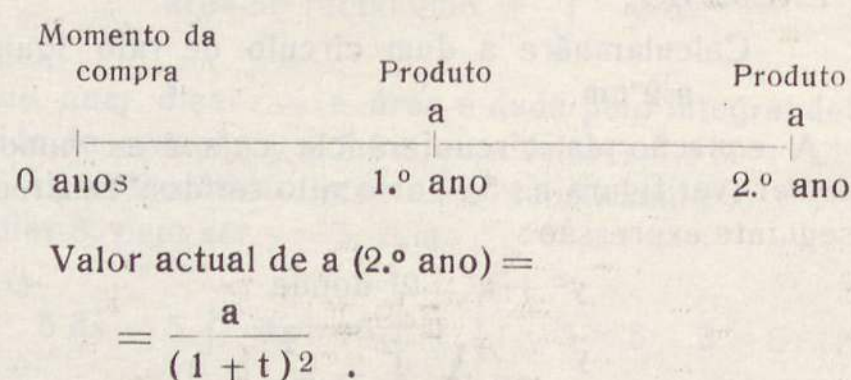 Momento da
compra Produto Produto
a a
0 anos 1.º ano 2.º ano
Valor actual de a (2.º ano) =
= a
(1 + t)2 .